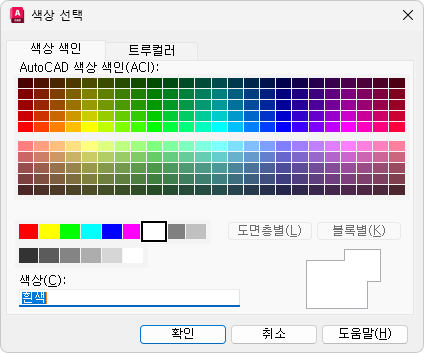 색상 선택
색상 색인
트루컬러
AutoCAD 색상 색인(ACI):
도면층별(L)
블록별(K)
색상(C):
흰색
확인
취소
도움말(H)